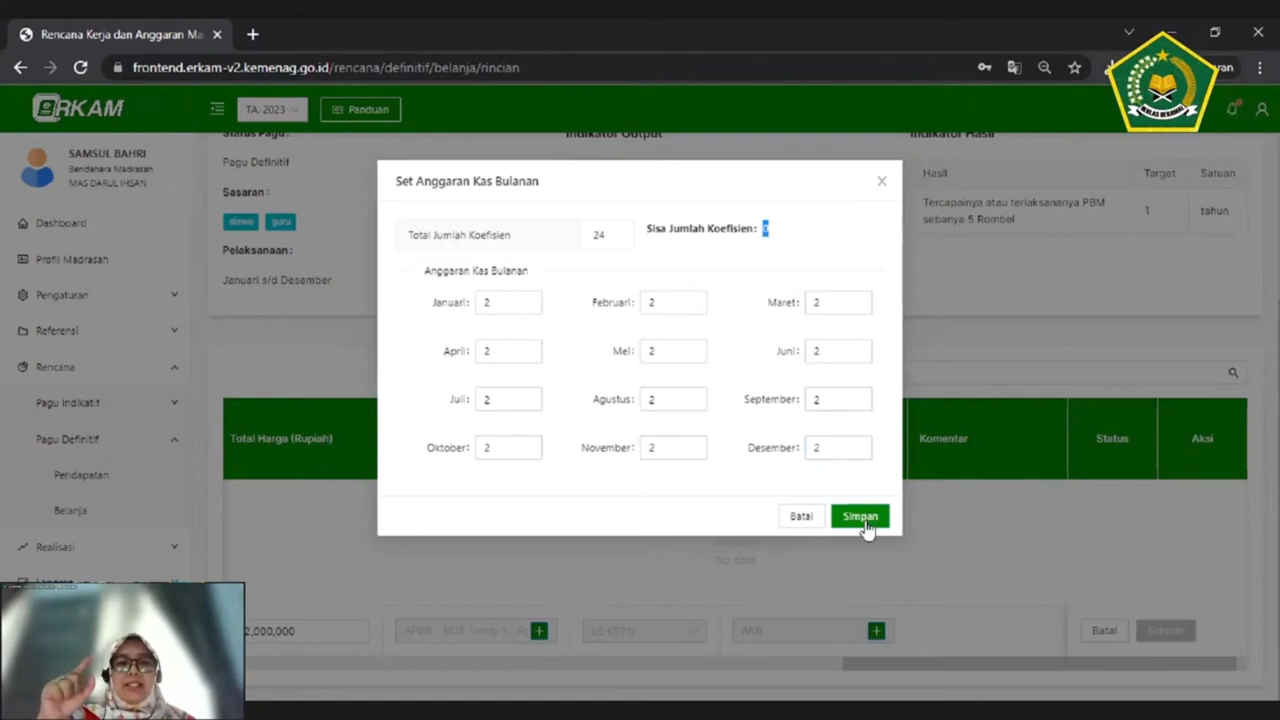 Rencana Kerja dan Anggaran Ma
frontend.erkam-v2.kemenag.go.id/rencana/definitif/belanja/rincian
IKHLAS BERAMAL
eRKAM
TA. 2023
Panduan
SAMSUL BAHRI
Bendahara Madrasah
MAS DARUL IHSAN
Dashboard
Profil Madrasah
Pengaturan
Referensi
Rencana
Pagu Indikatif
Pagu Definitif
Pendapatan
Belanja
Realisasi
Status Pagu :
Pagu Definitif
Sasaran :
siswa
guru
Pelaksanaan :
Januari s/d Desember
Indikator Output
Indikator Hasil
Hasil
Target
Satuan
Tercapainya atau terlaksananya PBM
sebanya 5 Rombel
1
tahun
Set Anggaran Kas Bulanan
Total Jumlah Koefisien
24
Sisa Jumlah Koefisien : 0
Anggaran Kas Bulanan
Januari : 2
Februari : 2
Maret : 2
April : 2
Mei : 2
Juni : 2
Juli : 2
Agustus : 2
September : 2
Oktober : 2
November : 2
Desember : 2
Batal
Simpan
Total Harga (Rupiah)
Komentar
Status
Aksi
No data
2,000,000
LS KPPN
AKB
Batal
Simpan